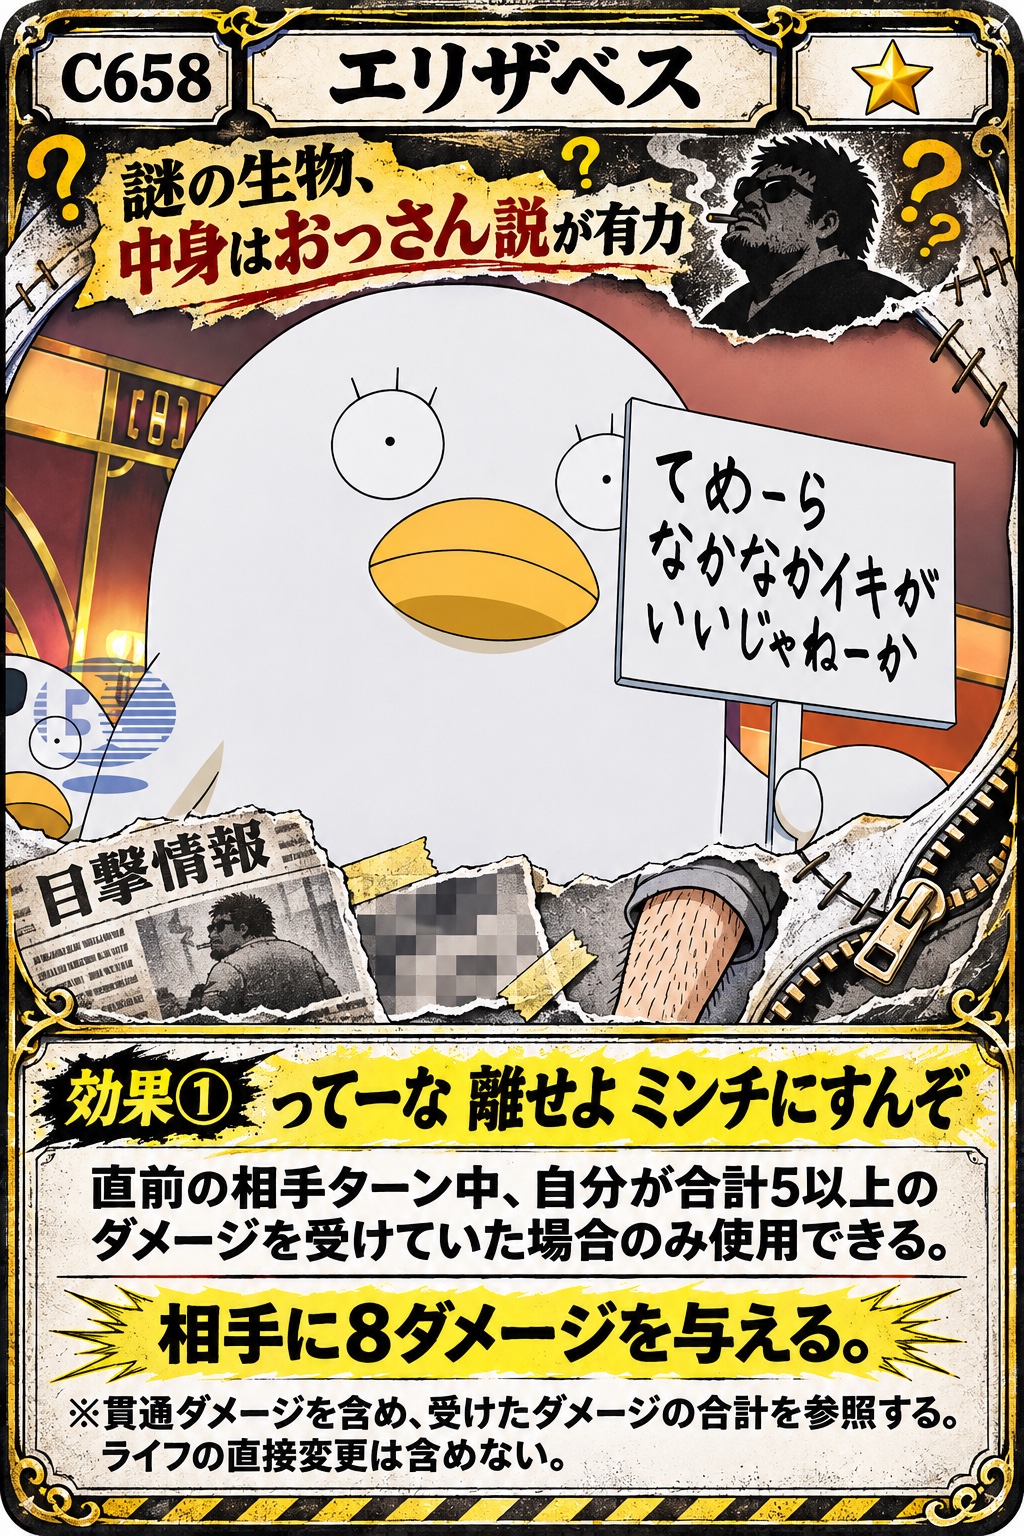 C658
エリザベス
謎の生物、
中身はおっさん説が有力
てめーら
なかなかイキが
いいじゃねーか
目撃情報
効果① ってーな 離せよ ミンチにすんぞ
直前の相手ターン中、自分が合計5以上の
ダメージを受けていた場合のみ使用できる。
相手に8ダメージを与える。
※貫通ダメージを含め、受けたダメージの合計を参照する。
ライフの直接変更は含めない。